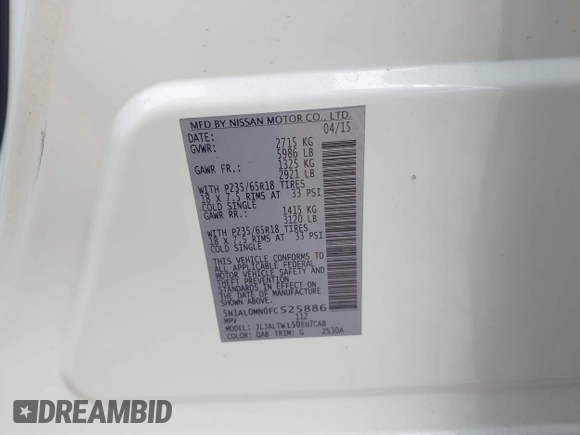 MFD BY NISSAN MOTOR CO., LTD.
DATE: 04/15
GVWR: 2715 KG
5986 LB
GAWR FR.: 1325 KG
2921 LB
WITH P235/65R18 TIRES
18 X 7.5 RIMS AT 33 PSI
COLD SINGLE
GAWR RR.: 1415 KG
3120 LB
WITH P235/65R18 TIRES
18 X 7.5 RIMS AT 33 PSI
COLD SINGLE
THIS VEHICLE CONFORMS TO
ALL APPLICABLE FEDERAL
MOTOR VEHICLE SAFETY AND
THEFT PREVENTION
STANDARDS IN EFFECT ON
THE DATE OF MANUFACTURE
SHOWN ABOVE.
5N1AL0MN0FC525886
MPV 112
MODEL: JLJALTWL50EU7CAB
COLOR: QAB TRIM: G 2530A
DREAMBID